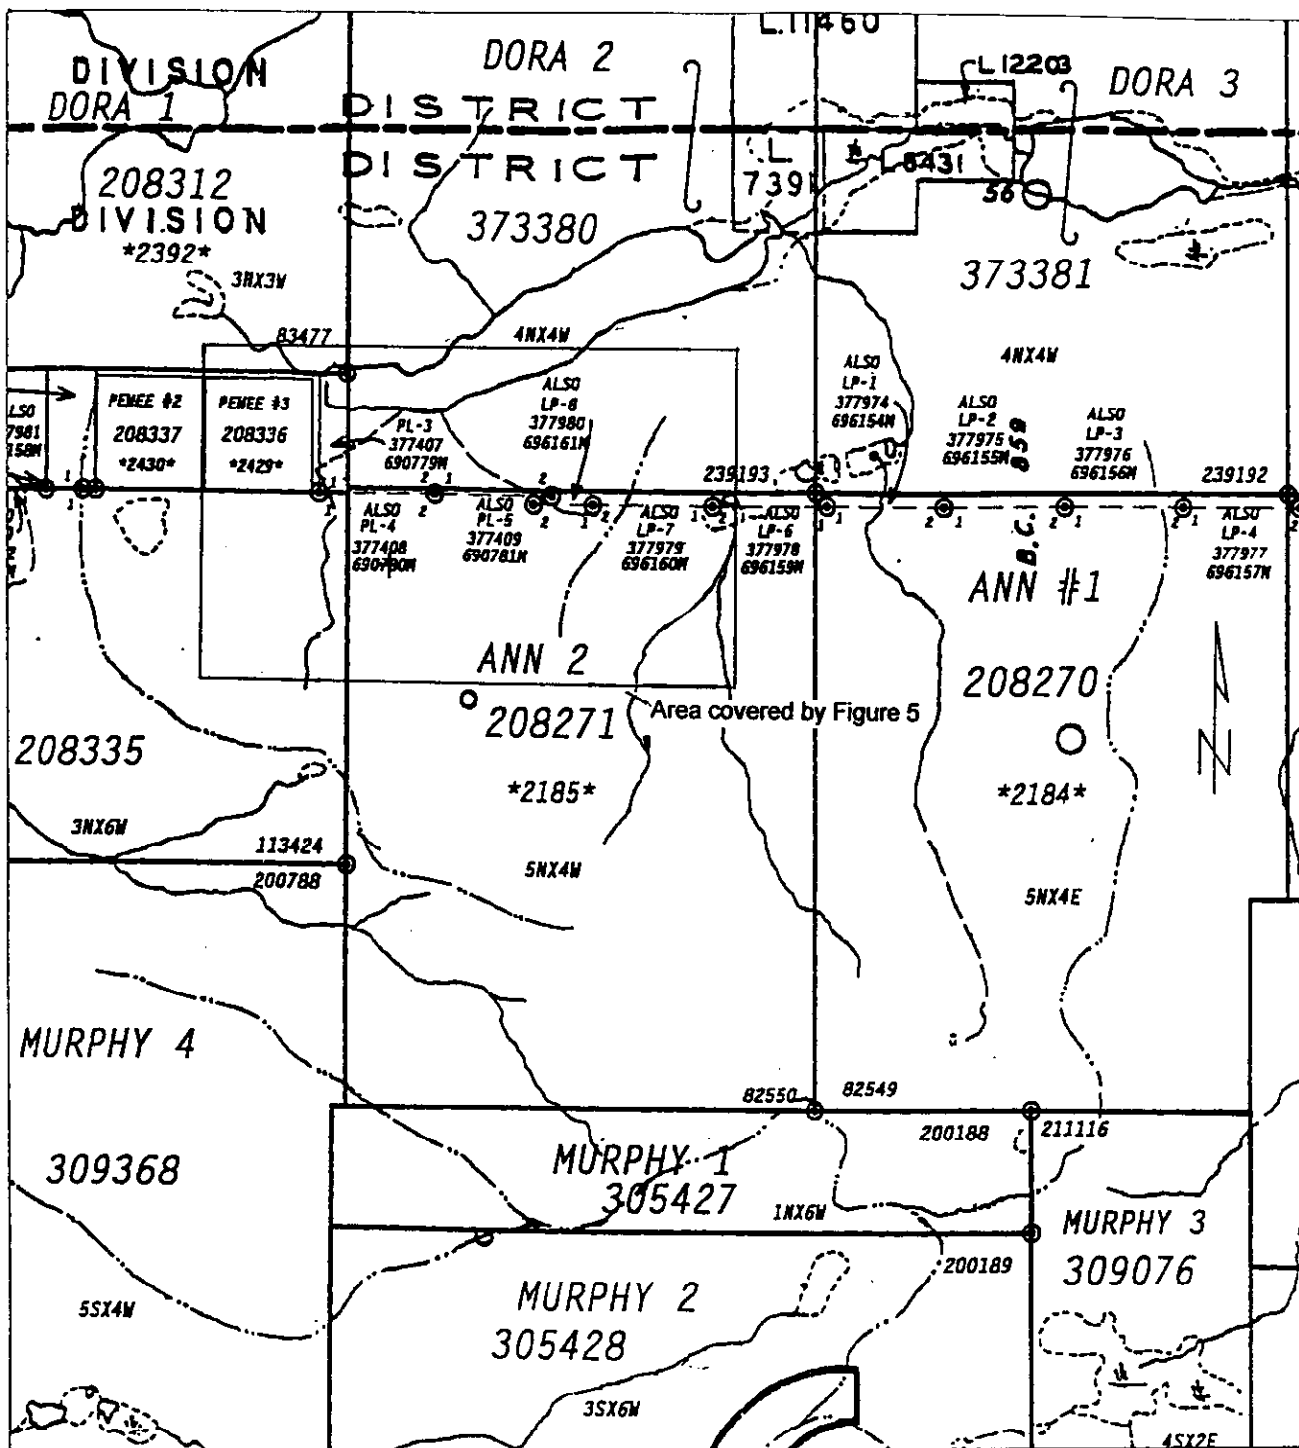 L.11460
DORA 2
L 12203
DORA 3
DIVISION
DORA 1
DISTRICT
DISTRICT
L
7391
L 8431
56
208312
DIVISION
*2392*
373380
373381
3NX3W
83477
4NX4W
4NX4W
PEWEE #2
208337
*2430*
PEWEE #3
208336
*2429*
PL-3
377407
690779M
ALSO
LP-8
377980
696161M
ALSO
LP-1
377974
696154M
ALSO
LP-2
377975
696155M
ALSO
LP-3
377976
696156M
239193
239192
B.C. 859
ALSO
PL-4
377408
690780M
ALSO
PL-5
377409
690781M
ALSO
LP-7
377979
696160M
ALSO
LP-6
377978
696159M
ALSO
LP-4
377977
696157M
ANN #1
ANN 2
208270
208271
Area covered by Figure 5
208335
*2185*
*2184*
N
3NX6W
113424
200788
5NX4W
5NX4E
MURPHY 4
82550
82549
200188
211116
309368
MURPHY 1
305427
1NX6W
MURPHY 3
309076
200189
5SX4W
MURPHY 2
305428
3SX6W
4SX2E